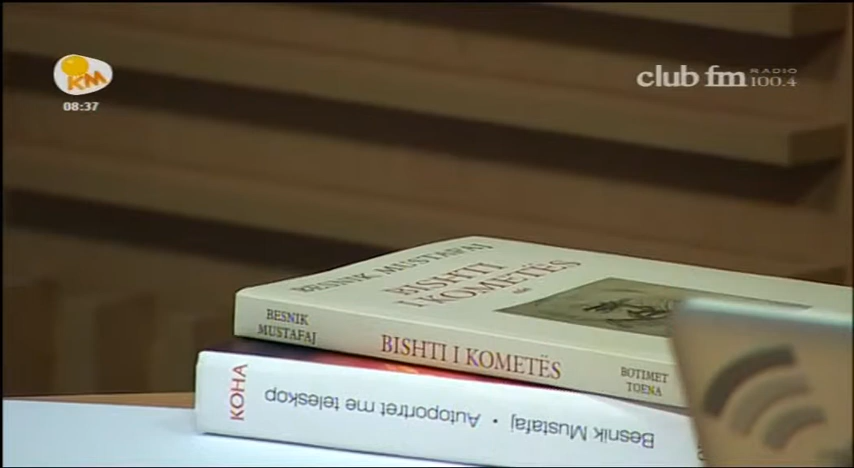 KM
08:37
club fm RADIO
100.4
BESNIK MUSTAFAJ
BISHTI
I KOMETËS
BESNIK
MUSTAFAJ
BISHTI I KOMETËS
BOTIMET
TOENA
KOHA
Besnik Mustafaj • Autoportret me teleskop